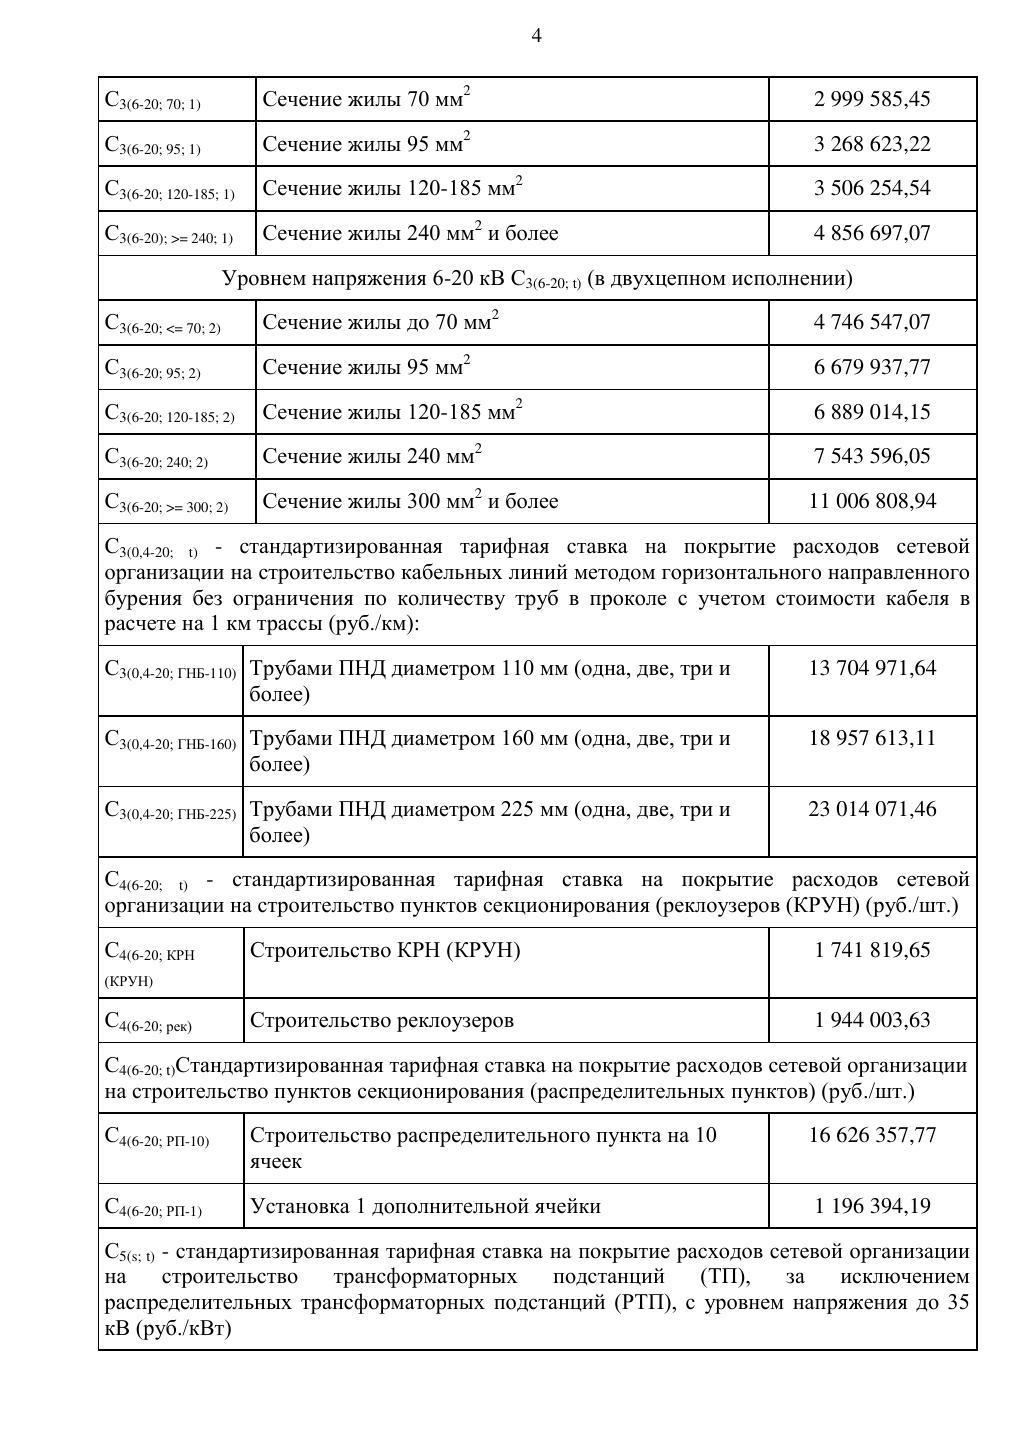 4
С3(6-20; 70; 1) Сечение жилы 70 мм2 2 999 585,45
С3(6-20; 95; 1) Сечение жилы 95 мм2 3 268 623,22
С3(6-20; 120-185; 1) Сечение жилы 120-185 мм2 3 506 254,54
С3(6-20); >= 240; 1) Сечение жилы 240 мм2 и более 4 856 697,07
Уровнем напряжения 6-20 кВ С3(6-20; t) (в двухцепном исполнении)
С3(6-20; <= 70; 2) Сечение жилы до 70 мм2 4 746 547,07
С3(6-20; 95; 2) Сечение жилы 95 мм2 6 679 937,77
С3(6-20; 120-185; 2) Сечение жилы 120-185 мм2 6 889 014,15
С3(6-20; 240; 2) Сечение жилы 240 мм2 7 543 596,05
С3(6-20; >= 300; 2) Сечение жилы 300 мм2 и более 11 006 808,94
С3(0,4-20; t) - стандартизированная тарифная ставка на покрытие расходов сетевой
организации на строительство кабельных линий методом горизонтального направленного
бурения без ограничения по количеству труб в проколе с учетом стоимости кабеля в
расчете на 1 км трассы (руб./км):
С3(0,4-20; ГНБ-110) Трубами ПНД диаметром 110 мм (одна, две, три и 13 704 971,64
более)
С3(0,4-20; ГНБ-160) Трубами ПНД диаметром 160 мм (одна, две, три и 18 957 613,11
более)
С3(0,4-20; ГНБ-225) Трубами ПНД диаметром 225 мм (одна, две, три и 23 014 071,46
более)
С4(6-20; t) - стандартизированная тарифная ставка на покрытие расходов сетевой
организации на строительство пунктов секционирования (реклоузеров (КРУН) (руб./шт.)
С4(6-20; КРН Строительство КРН (КРУН) 1 741 819,65
(КРУН)
С4(6-20; рек) Строительство реклоузеров 1 944 003,63
С4(6-20; t)Стандартизированная тарифная ставка на покрытие расходов сетевой организации
на строительство пунктов секционирования (распределительных пунктов) (руб./шт.)
С4(6-20; РП-10) Строительство распределительного пункта на 10 16 626 357,77
ячеек
С4(6-20; РП-1) Установка 1 дополнительной ячейки 1 196 394,19
С5(s; t) - стандартизированная тарифная ставка на покрытие расходов сетевой организации
на строительство трансформаторных подстанций (ТП), за исключением
распределительных трансформаторных подстанций (РТП), с уровнем напряжения до 35
кВ (руб./кВт)